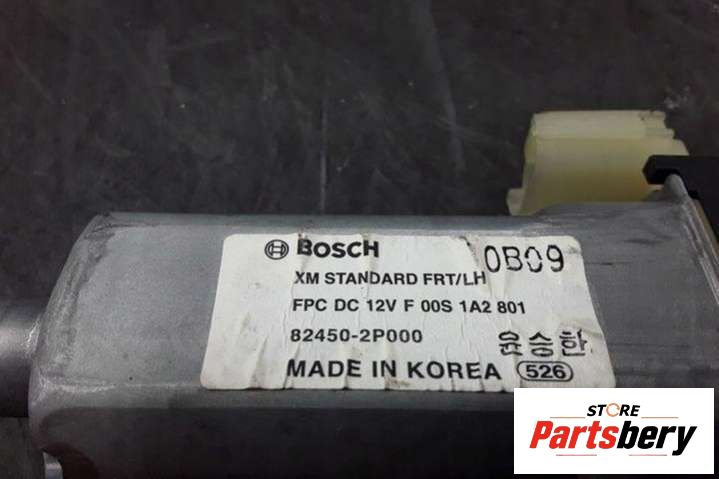 BOSCH 0B09
XM STANDARD FRT/LH
FPC DC 12V F 00S 1A2 801
82450-2P000 윤승한
MADE IN KOREA 526
STORE
Partsbery